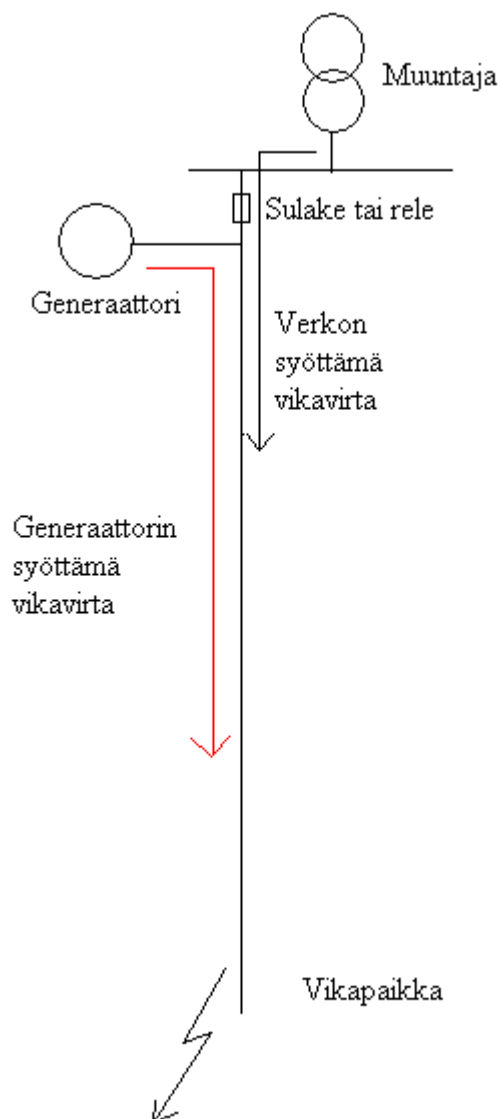 Muuntaja
Sulake tai rele
Generaattori
Verkon
syöttämä
vikavirta
Generaattorin
syöttämä
vikavirta
Vikapaikka